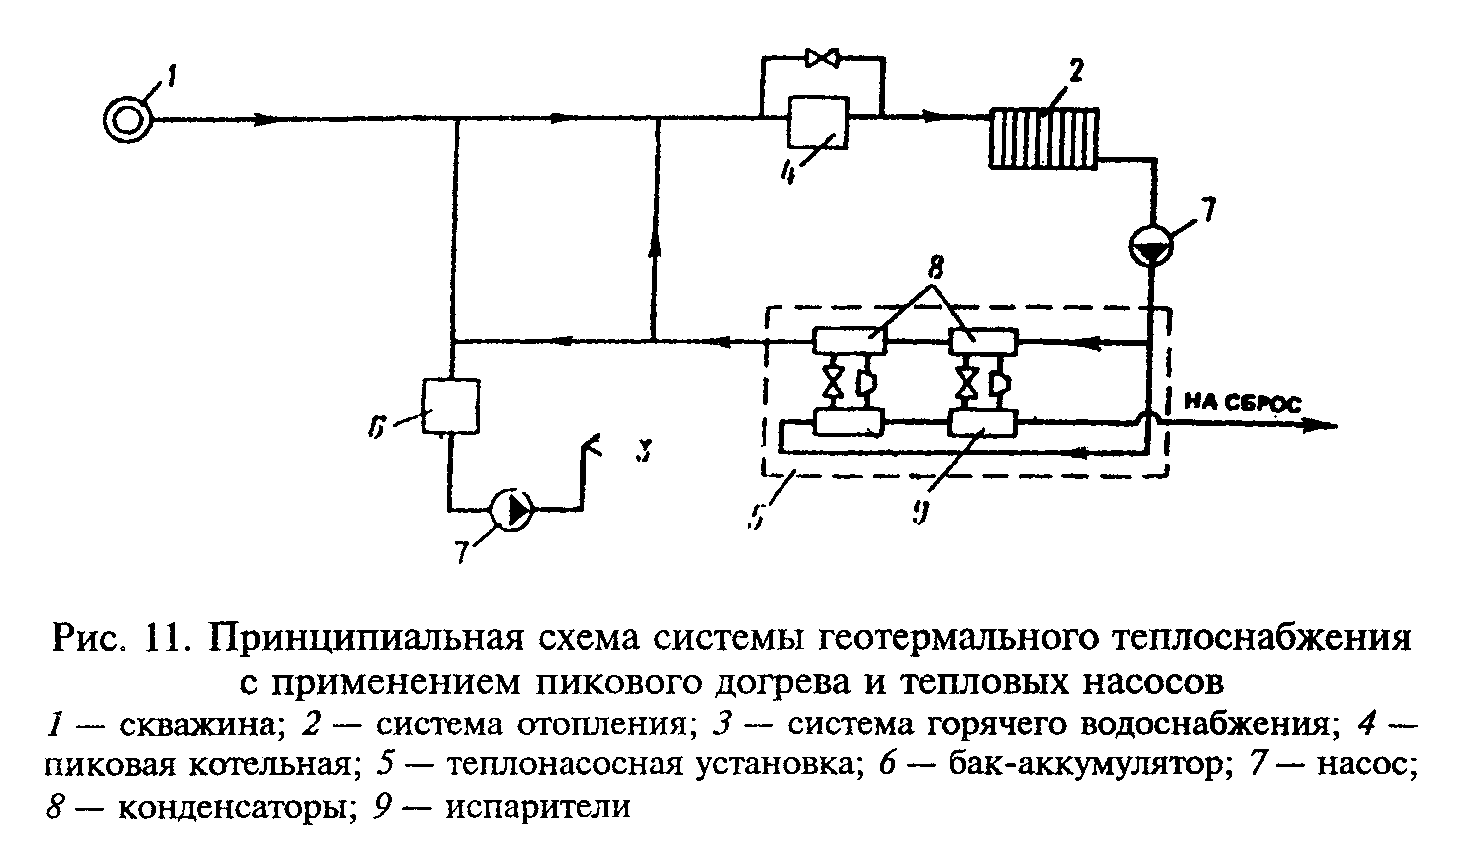 1
2
4
7
8
НА СБРОС
6
3
5
9
7
Рис. 11. Принципиальная схема системы геотермального теплоснабжения
с применением пикового догрева и тепловых насосов
1 — скважина; 2 — система отопления; 3 — система горячего водоснабжения; 4 —
пиковая котельная; 5 — теплонасосная установка; 6 — бак-аккумулятор; 7 — насос;
8 — конденсаторы; 9 — испарители